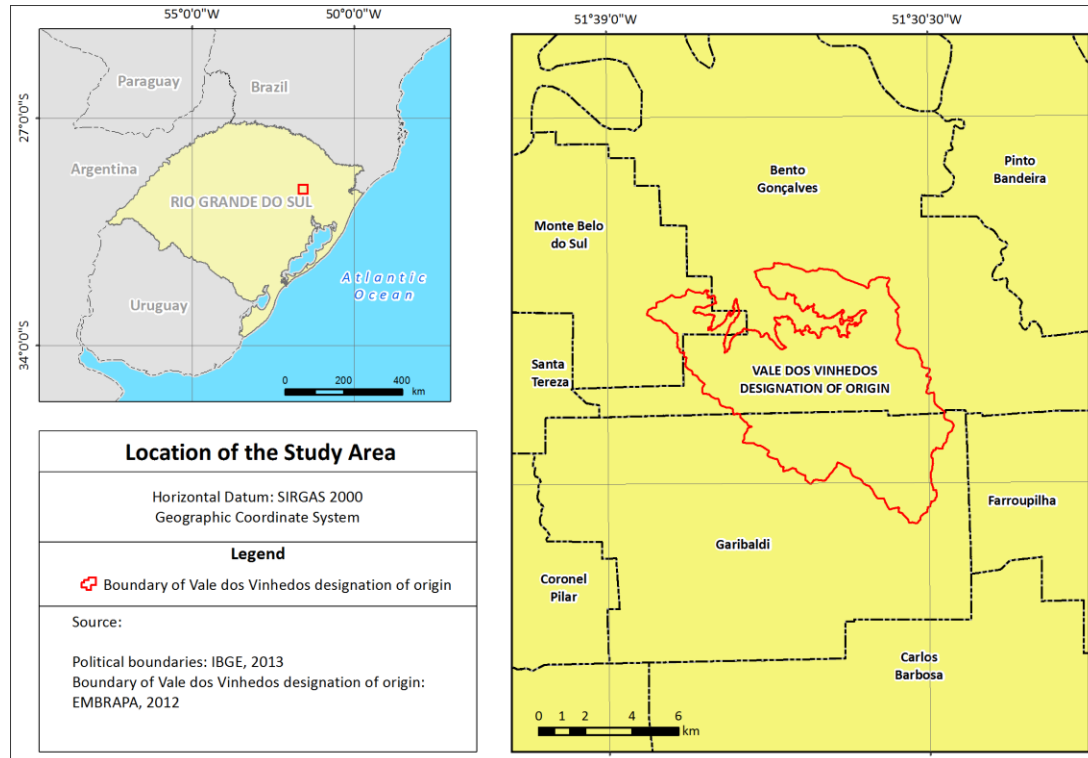 55°0'0"W
50°0'0"W
27°0'0"S
34°0'0"S
Paraguay
Brazil
Argentina
RIO GRANDE DO SUL
Uruguay
Atlantic
Ocean
0 200 400
km
Location of the Study Area
Horizontal Datum: SIRGAS 2000
Geographic Coordinate System
Legend
Boundary of Vale dos Vinhedos designation of origin
Source:
Political boundaries: IBGE, 2013
Boundary of Vale dos Vinhedos designation of origin:
EMBRAPA, 2012
51°39'0"W
51°30'30"W
Bento
Gonçalves
Pinto
Bandeira
Monte Belo
do Sul
Santa
Tereza
VALE DOS VINHEDOS
DESIGNATION OF ORIGIN
Farroupilha
Garibaldi
Coronel
Pilar
Carlos
Barbosa
0 1 2 4 6
km